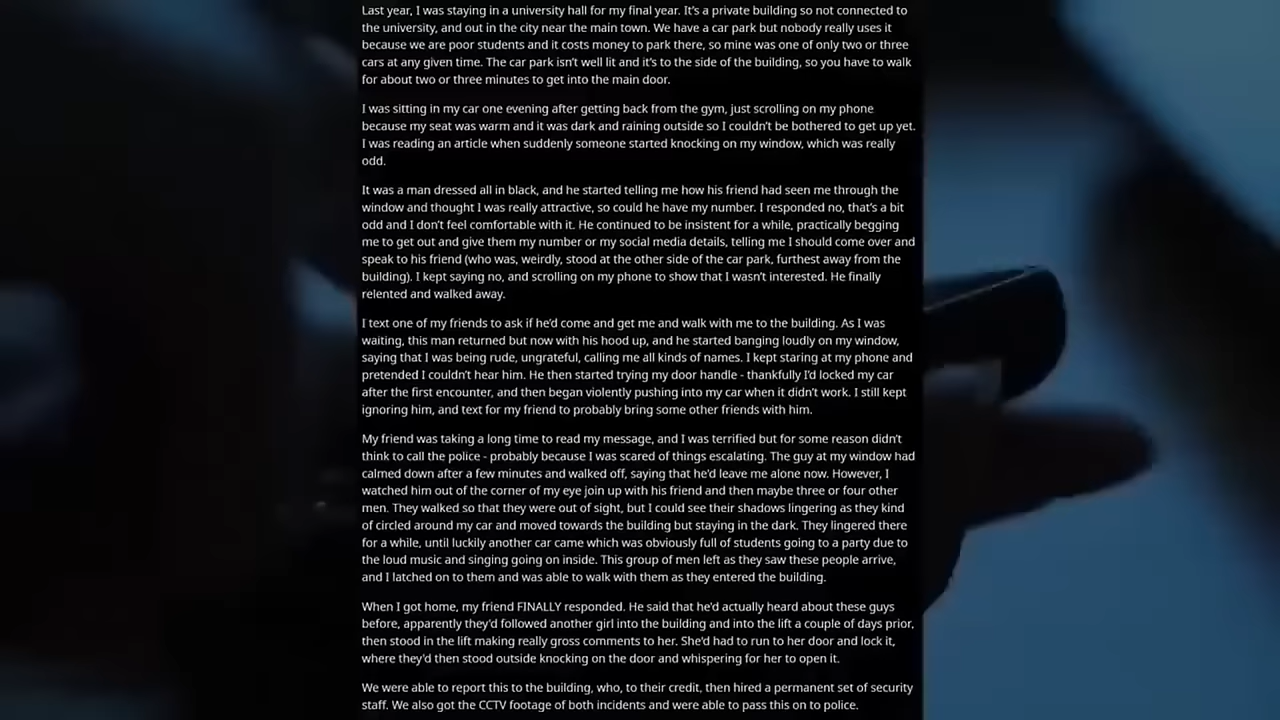 Last year, I was staying in a university hall for my final year. It's a private building so not connected to
the university, and out in the city near the main town. We have a car park but nobody really uses it
because we are poor students and it costs money to park there, so mine was one of only two or three
cars at any given time. The car park isn't well lit and it's to the side of the building, so you have to walk
for about two or three minutes to get into the main door.
I was sitting in my car one evening after getting back from the gym, just scrolling on my phone
because my seat was warm and it was dark and raining outside so I couldn't be bothered to get up yet.
I was reading an article when suddenly someone started knocking on my window, which was really
odd.
It was a man dressed all in black, and he started telling me how his friend had seen me through the
window and thought I was really attractive, so could he have my number. I responded no, that's a bit
odd and I don't feel comfortable with it. He continued to be insistent for a while, practically begging
me to get out and give them my number or my social media details, telling me I should come over and
speak to his friend (who was, weirdly, stood at the other side of the car park, furthest away from the
building). I kept saying no, and scrolling on my phone to show that I wasn't interested. He finally
relented and walked away.
I text one of my friends to ask if he'd come and get me and walk with me to the building. As I was
waiting, this man returned but now with his hood up, and he started banging loudly on my window,
saying that I was being rude, ungrateful, calling me all kinds of names. I kept staring at my phone and
pretended I couldn't hear him. He then started trying my door handle - thankfully I'd locked my car
after the first encounter, and then began violently pushing into my car when it didn't work. I still kept
ignoring him, and text for my friend to probably bring some other friends with him.
My friend was taking a long time to read my message, and I was terrified but for some reason didn't
think to call the police - probably because I was scared of things escalating. The guy at my window had
calmed down after a few minutes and walked off, saying that he'd leave me alone now. However, I
watched him out of the corner of my eye join up with his friend and then maybe three or four other
men. They walked so that they were out of sight, but I could see their shadows lingering as they kind
of circled around my car and moved towards the building but staying in the dark. They lingered there
for a while, until luckily another car came which was obviously full of students going to a party due to
the loud music and singing going on inside. This group of men left as they saw these people arrive,
and I latched on to them and was able to walk with them as they entered the building.
When I got home, my friend FINALLY responded. He said that he'd actually heard about these guys
before, apparently they'd followed another girl into the building and into the lift a couple of days prior,
then stood in the lift making really gross comments to her. She'd had to run to her door and lock it,
where they'd then stood outside knocking on the door and whispering for her to open it.
We were able to report this to the building, who, to their credit, then hired a permanent set of security
staff. We also got the CCTV footage of both incidents and were able to pass this on to police.